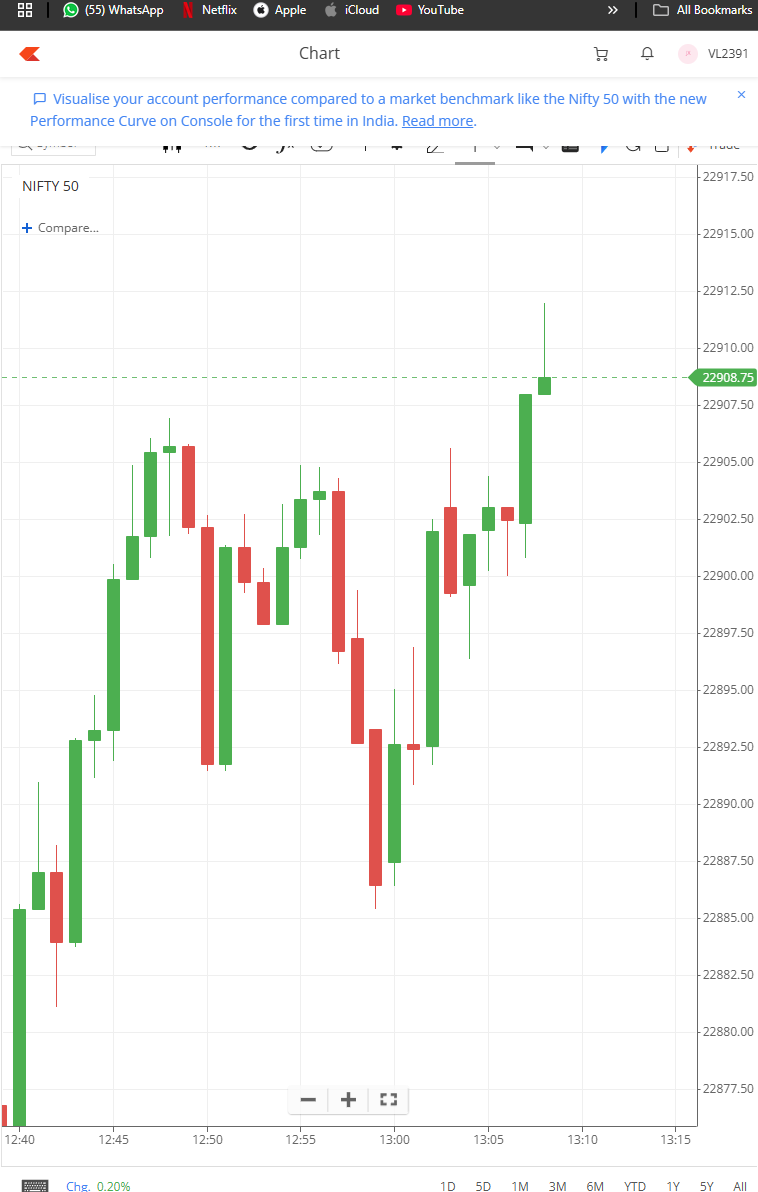 (55) WhatsApp Netflix Apple iCloud YouTube » All Bookmarks
Chart VL2391
Visualise your account performance compared to a market benchmark like the Nifty 50 with the new
Performance Curve on Console for the first time in India. Read more.
NIFTY 50
Compare...
22917.50
22915.00
22912.50
22910.00
22908.75
22907.50
22905.00
22902.50
22900.00
22897.50
22895.00
22892.50
22890.00
22887.50
22885.00
22882.50
22880.00
22877.50
12:40 12:45 12:50 12:55 13:00 13:05 13:10 13:15
Chg. 0.20% 1D 5D 1M 3M 6M YTD 1Y 5Y All